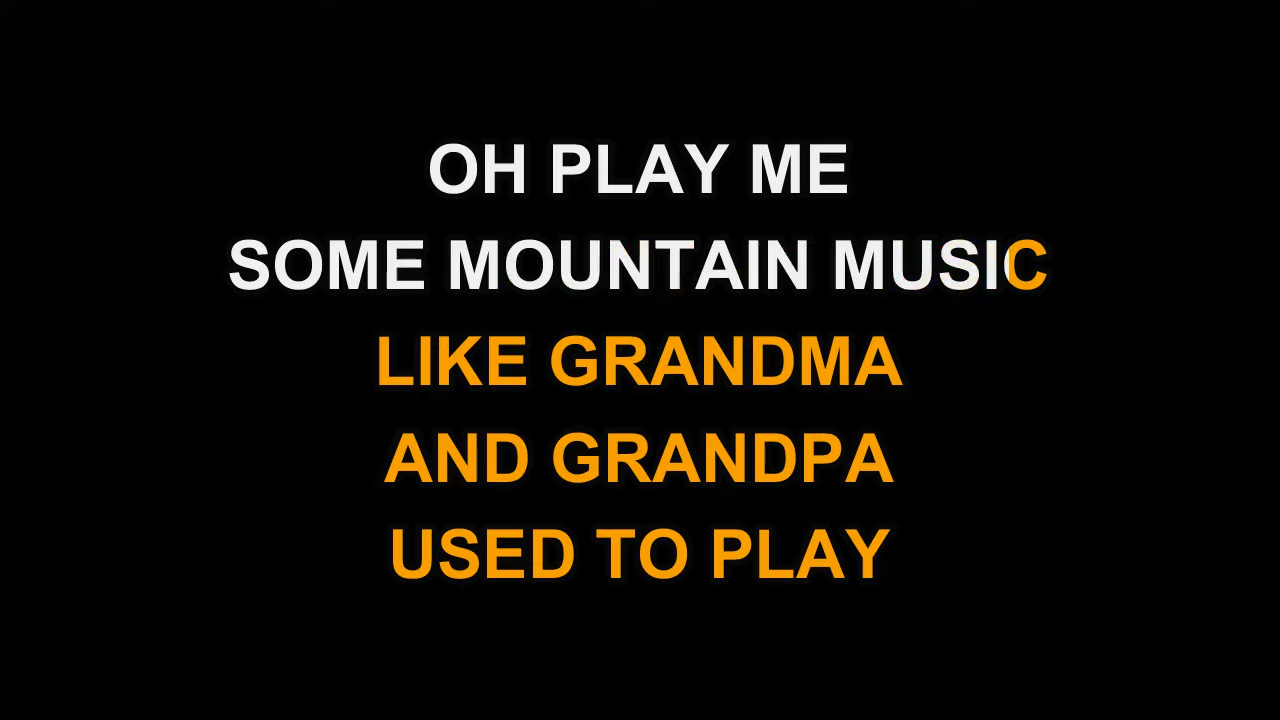 OH PLAY ME
SOME MOUNTAIN MUSIC
LIKE GRANDMA
AND GRANDPA
USED TO PLAY